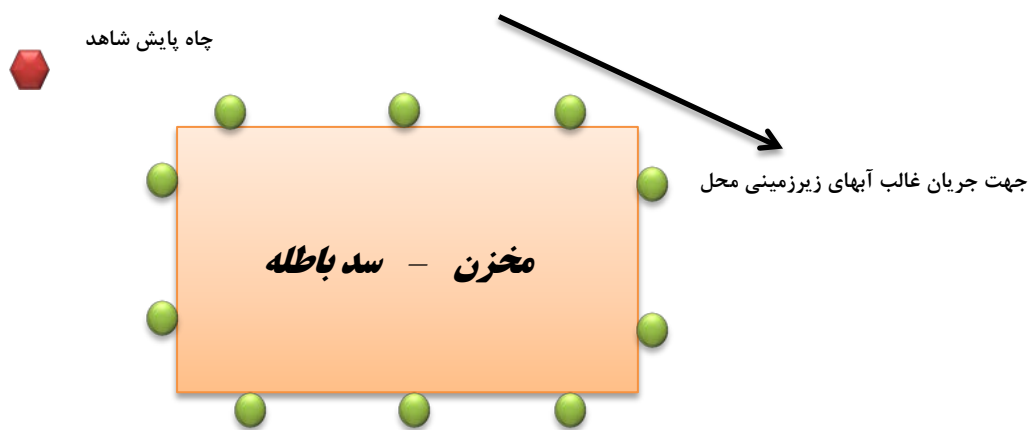 چاه پایش شاهد
جهت جریان غالب آبهای زیرزمینی محل
مخزن – سد باطله